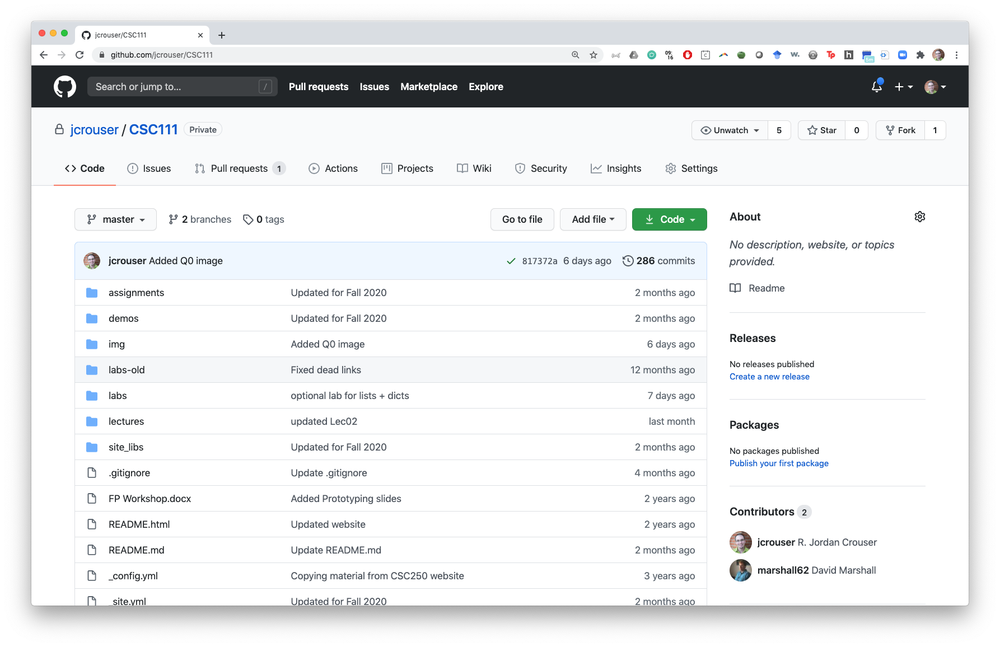 jcrouser/CSC111
github.com/jcrouser/CSC111
09:
16
Tp
h
5m
Search or jump to...
/
Pull requests Issues Marketplace Explore
jcrouser / CSC111 Private
Unwatch 5 Star 0 Fork 1
Code Issues Pull requests 1 Actions Projects Wiki Security Insights Settings
master 2 branches 0 tags Go to file Add file Code
jcrouser Added Q0 image 817372a 6 days ago 286 commits
assignments Updated for Fall 2020 2 months ago
demos Updated for Fall 2020 2 months ago
img Added Q0 image 6 days ago
labs-old Fixed dead links 12 months ago
labs optional lab for lists + dicts 7 days ago
lectures updated Lec02 last month
site_libs Updated for Fall 2020 2 months ago
.gitignore Update .gitignore 4 months ago
FP Workshop.docx Added Prototyping slides 2 years ago
README.html Updated website 2 years ago
README.md Update README.md 2 months ago
_config.yml Copying material from CSC250 website 3 years ago
_site.yml Updated for Fall 2020 2 months ago
About
No description, website, or topics
provided.
Readme
Releases
No releases published
Create a new release
Packages
No packages published
Publish your first package
Contributors 2
jcrouser R. Jordan Crouser
marshall62 David Marshall